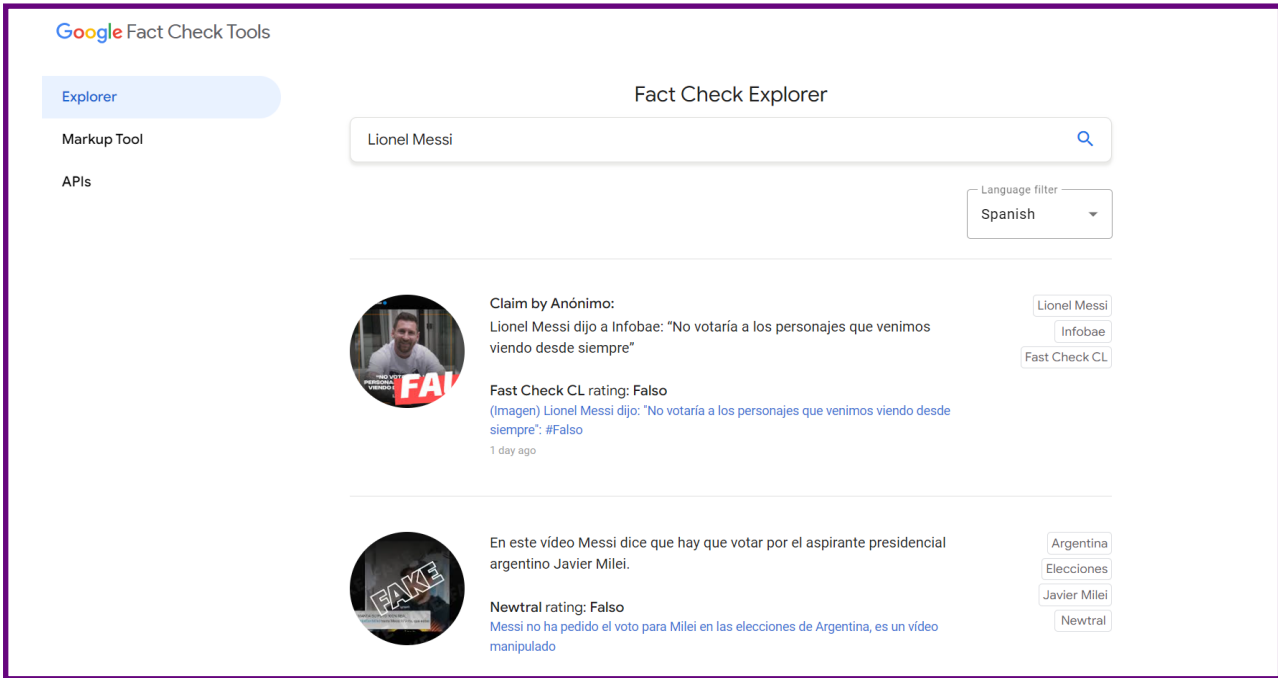 Google Fact Check Tools
Explorer
Markup Tool
APIs
Fact Check Explorer
Lionel Messi
Language filter
Spanish
Claim by Anónimo:
Lionel Messi dijo a Infobae: “No votaría a los personajes que venimos
viendo desde siempre”
Fast Check CL rating: Falso
(Imagen) Lionel Messi dijo: "No votaría a los personajes que venimos viendo desde
siempre": #Falso
1 day ago
Lionel Messi
Infobae
Fast Check CL
FAL
En este vídeo Messi dice que hay que votar por el aspirante presidencial
argentino Javier Milei.
Newtral rating: Falso
Messi no ha pedido el voto para Milei en las elecciones de Argentina, es un vídeo
manipulado
Argentina
Elecciones
Javier Milei
Newtral
FAKE